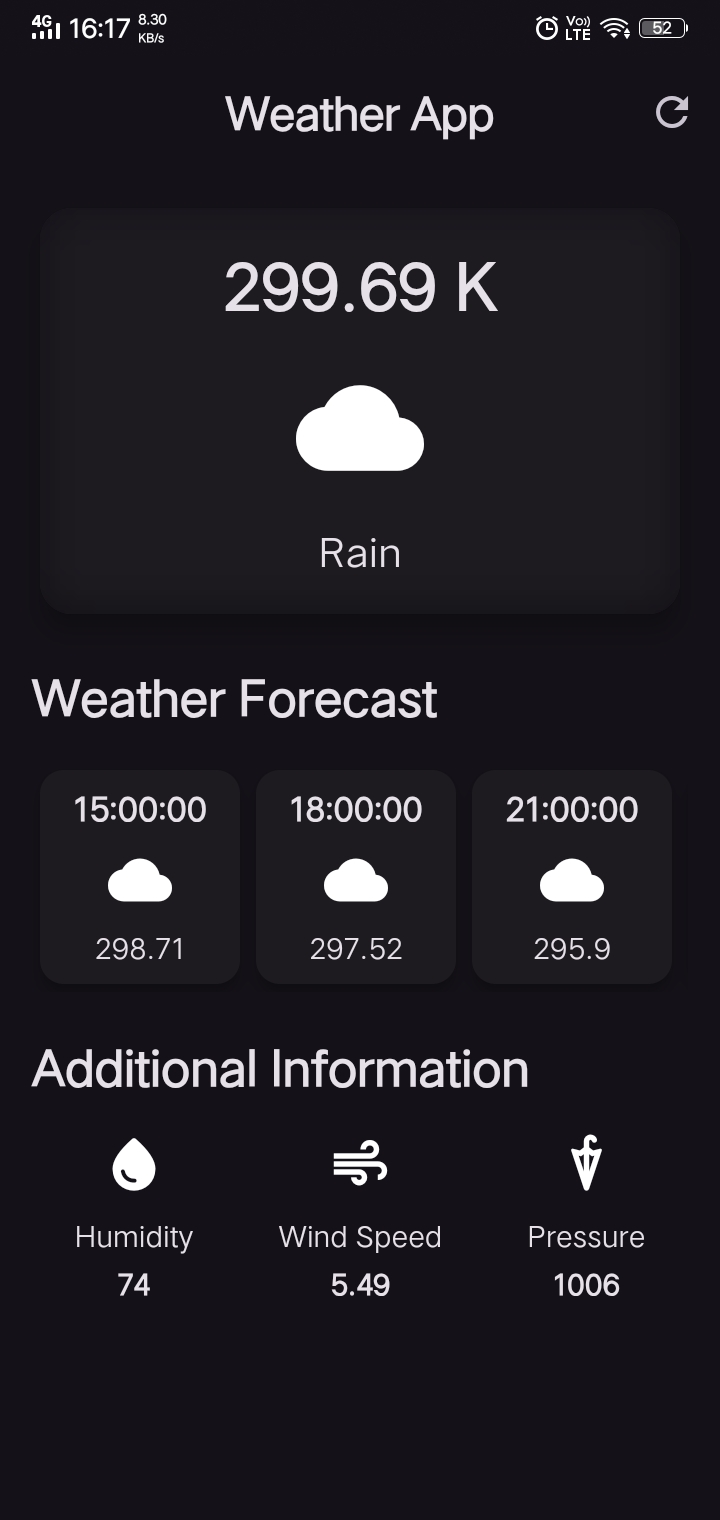 4G 16:17 8.30 KB/s Vo)) LTE 52
Weather App
299.69 K
Rain
Weather Forecast
15:00:00 18:00:00 21:00:00
298.71 297.52 295.9
Additional Information
Humidity Wind Speed Pressure
74 5.49 1006